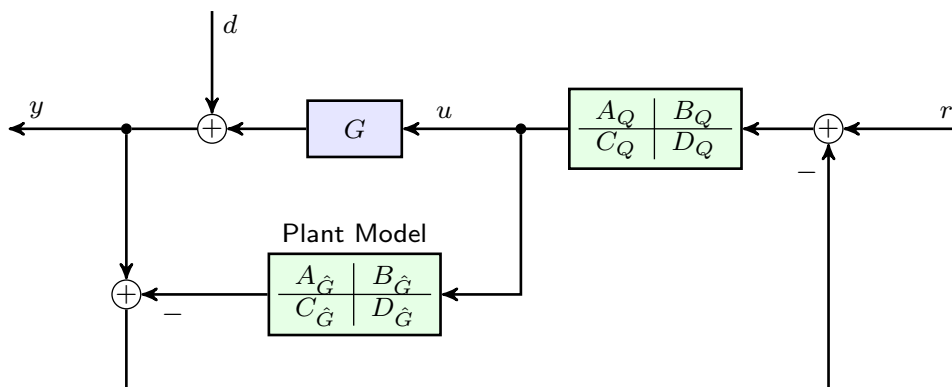 d
y
G
u
A_Q B_Q
C_Q D_Q
+
+
r
−
Plant Model
A_Ĝ B_Ĝ
C_Ĝ D_Ĝ
+
−